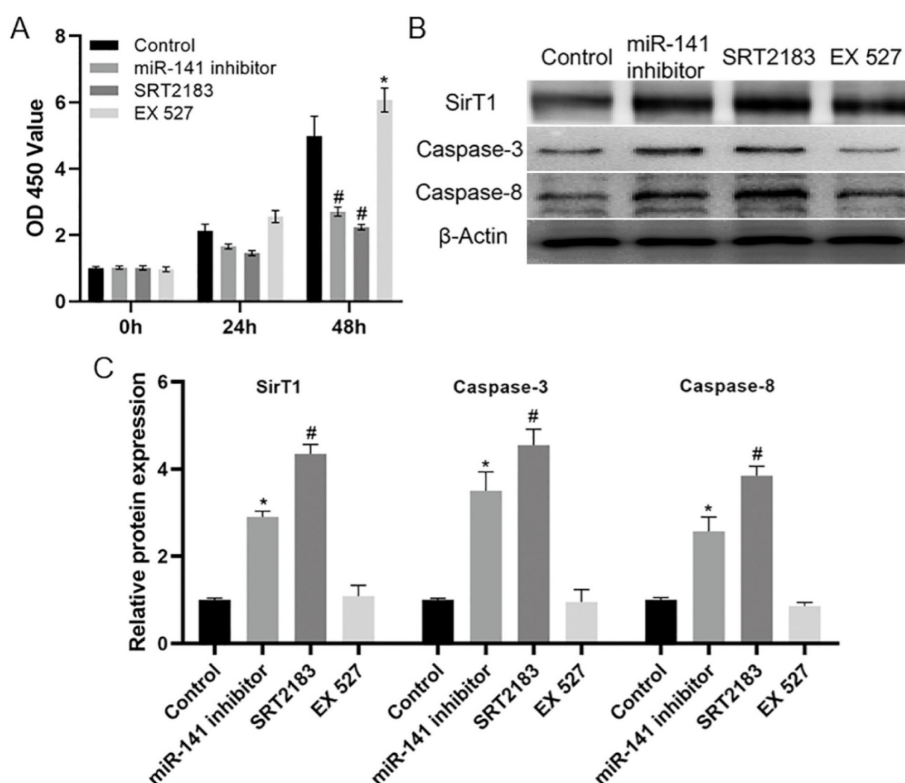 A
Control
miR-141 inhibitor
SRT2183
EX 527
OD 450 Value
8
6
4
2
0
*
#
#
0h
24h
48h
B
Control
miR-141
inhibitor
SRT2183
EX 527
SirT1
Caspase-3
Caspase-8
β-Actin
C
Relative protein expression
6
4
2
0
SirT1
Caspase-3
Caspase-8
*
#
*
#
*
#
Control
miR-141 inhibitor
SRT2183
EX 527
Control
miR-141 inhibitor
SRT2183
EX 527
Control
miR-141 inhibitor
SRT2183
EX 527